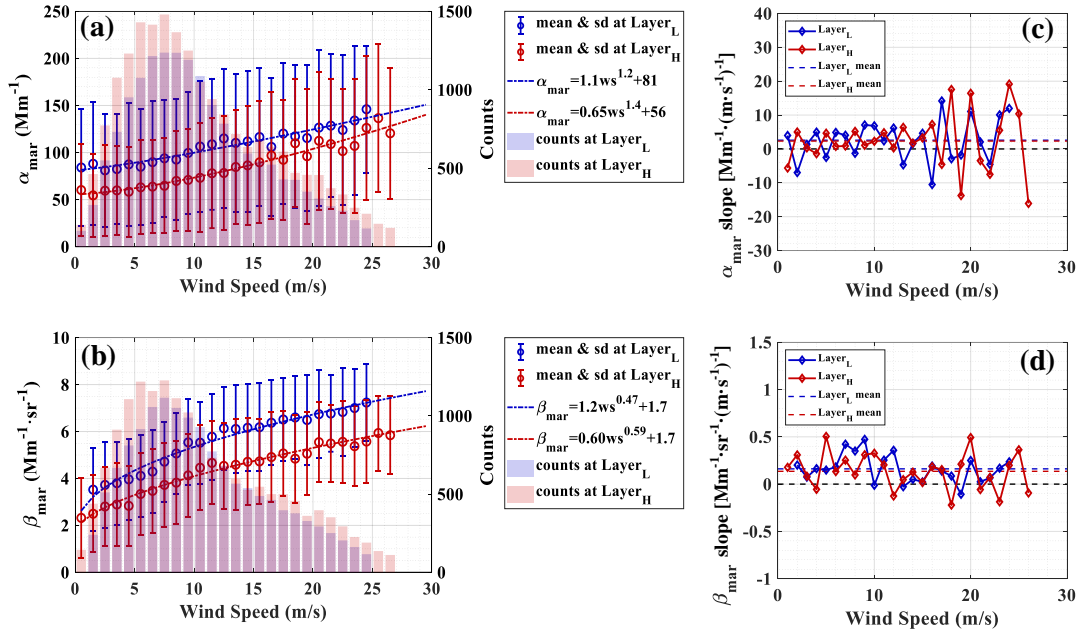 (a)
α_mar (Mm⁻¹)
250
200
150
100
50
0
0 5 10 15 20 25 30
Wind Speed (m/s)
1500
1000
500
0
Counts
mean & sd at Layer_L
mean & sd at Layer_H
α_mar=1.1ws^1.2+81
α_mar=0.65ws^1.4+56
counts at Layer_L
counts at Layer_H
(c)
α_mar slope [Mm⁻¹·(m·s⁻¹)⁻¹]
40
30
20
10
0
-10
-20
-30
0 10 20 30
Wind Speed (m/s)
Layer_L
Layer_H
Layer_L mean
Layer_H mean
(b)
β_mar (Mm⁻¹·sr⁻¹)
10
8
6
4
2
0
0 5 10 15 20 25 30
Wind Speed (m/s)
1500
1000
500
0
Counts
mean & sd at Layer_L
mean & sd at Layer_H
β_mar=1.2ws^0.47+1.7
β_mar=0.60ws^0.59+1.7
counts at Layer_L
counts at Layer_H
(d)
β_mar slope [Mm⁻¹·sr⁻¹·(m·s⁻¹)⁻¹]
1.5
1
0.5
0
-0.5
-1
0 10 20 30
Wind Speed (m/s)
Layer_L
Layer_H
Layer_L mean
Layer_H mean